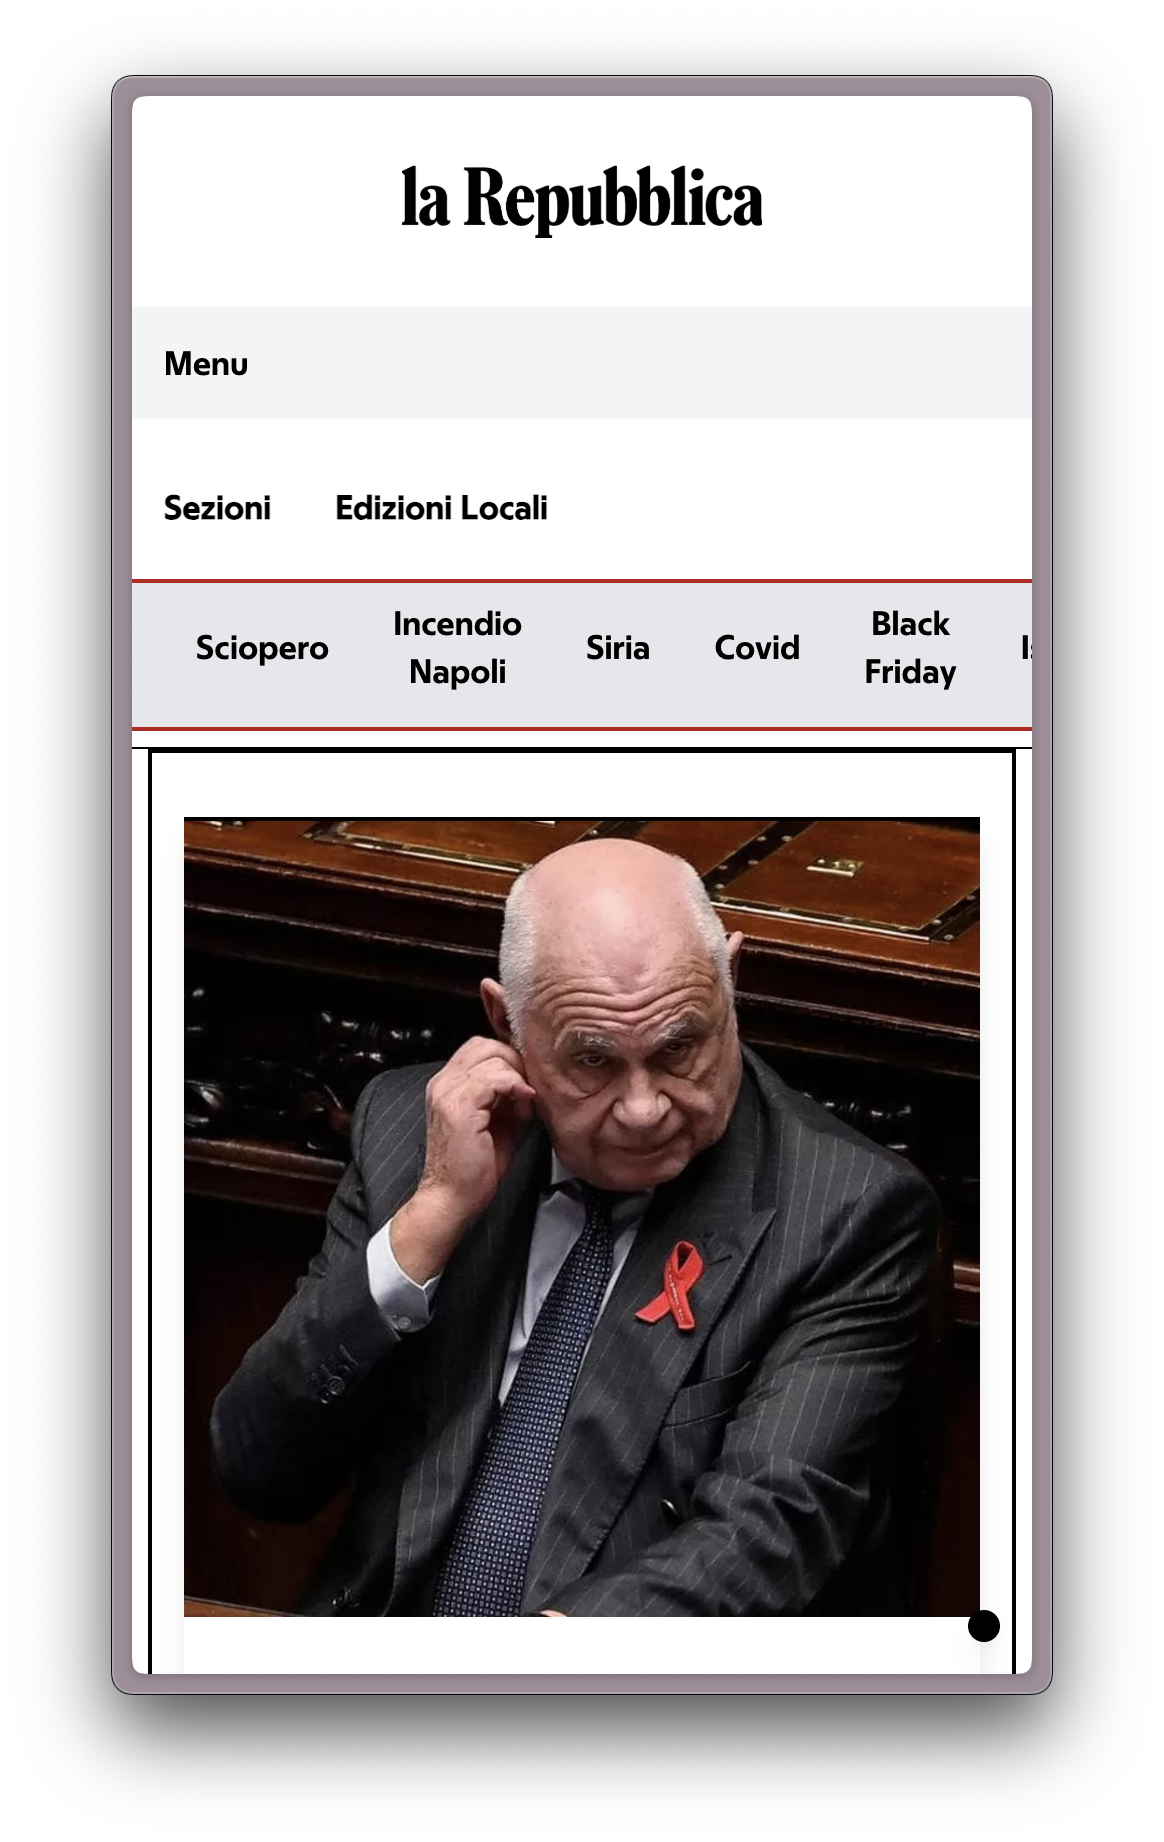 la Repubblica
Menu
Sezioni Edizioni Locali
Sciopero Incendio Napoli Siria Covid Black Friday